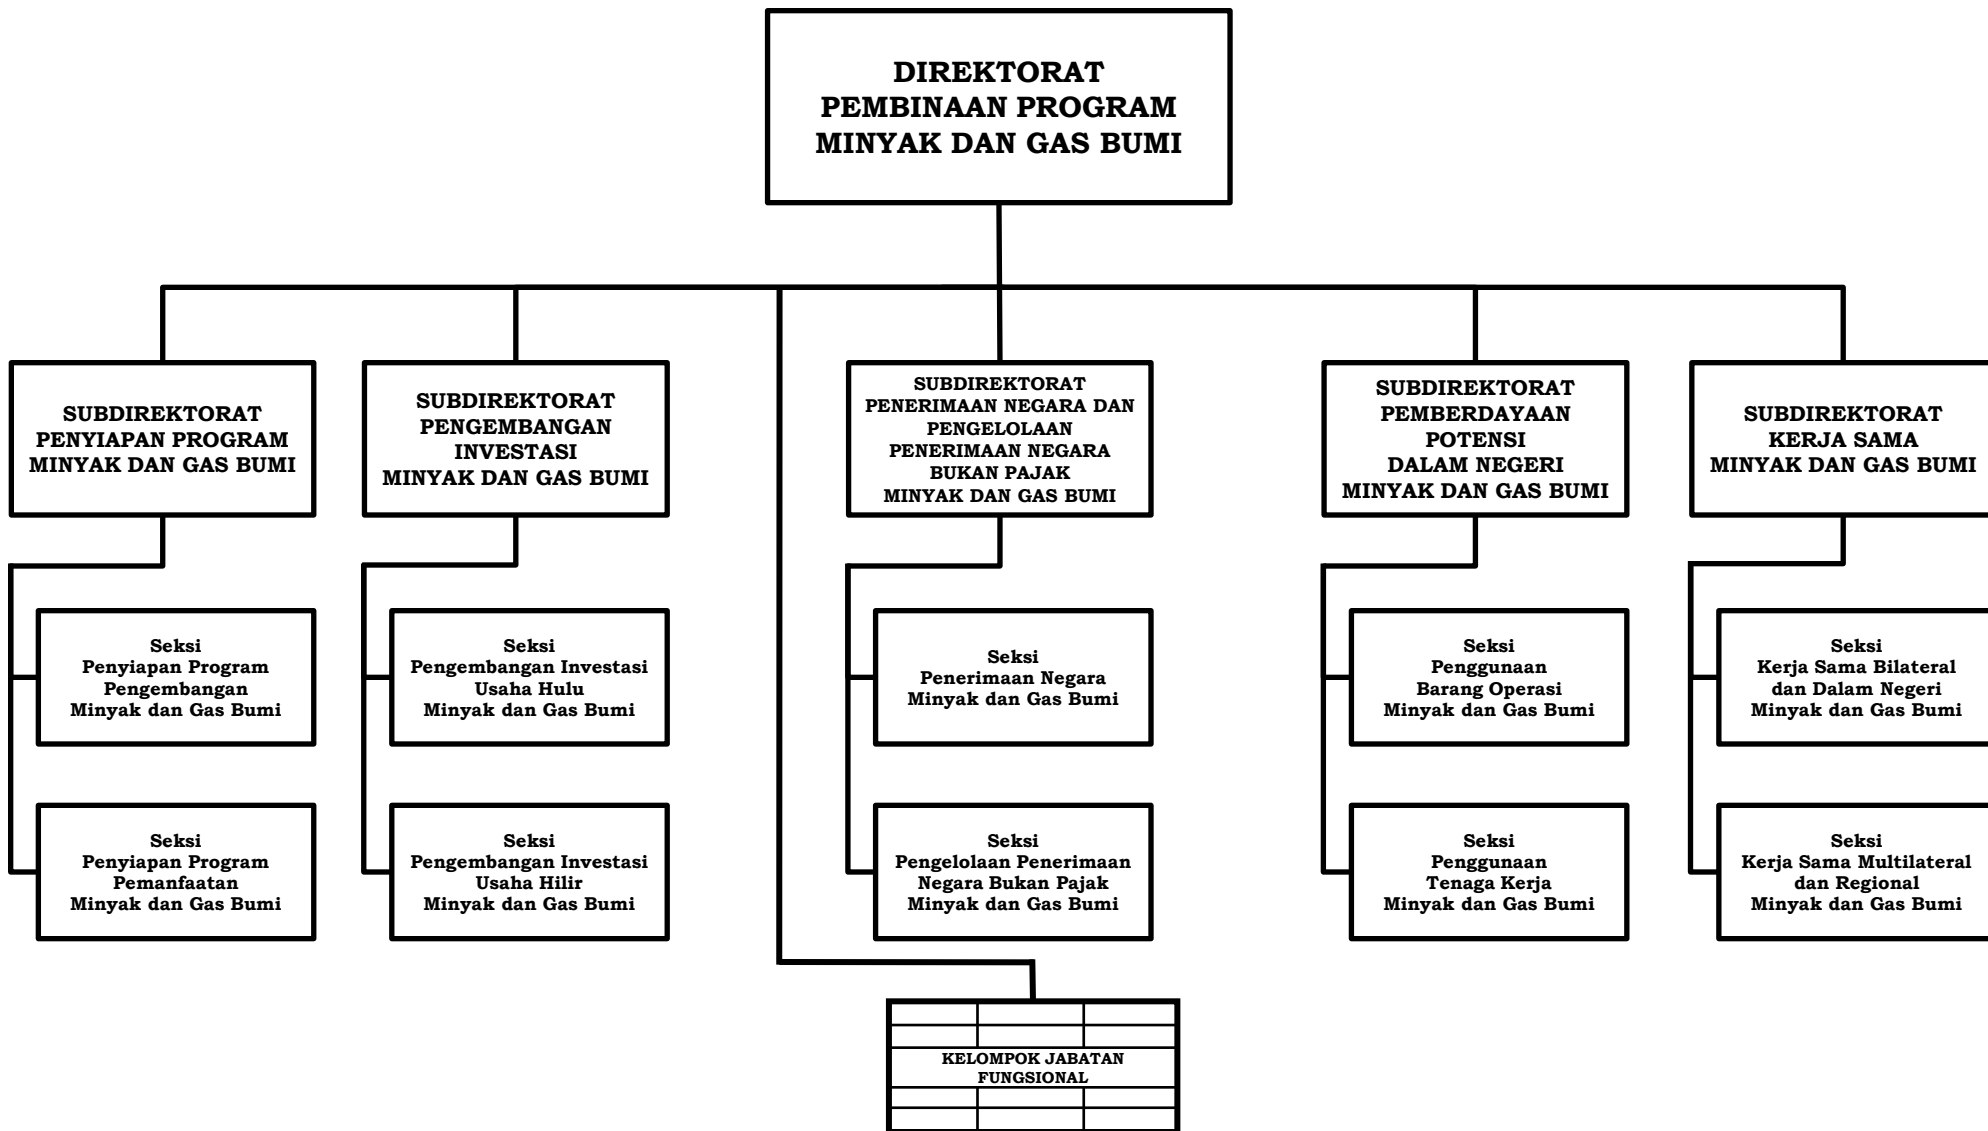 DIREKTORAT
PEMBINAAN PROGRAM
MINYAK DAN GAS BUMI
SUBDIREKTORAT
PENYIAPAN PROGRAM
MINYAK DAN GAS BUMI
SUBDIREKTORAT
PENGEMBANGAN
INVESTASI
MINYAK DAN GAS BUMI
SUBDIREKTORAT
PENERIMAAN NEGARA DAN
PENGELOLAAN
PENERIMAAN NEGARA
BUKAN PAJAK
MINYAK DAN GAS BUMI
SUBDIREKTORAT
PEMBERDAYAAN
POTENSI
DALAM NEGERI
MINYAK DAN GAS BUMI
SUBDIREKTORAT
KERJA SAMA
MINYAK DAN GAS BUMI
Seksi
Penyiapan Program
Pengembangan
Minyak dan Gas Bumi
Seksi
Pengembangan Investasi
Usaha Hulu
Minyak dan Gas Bumi
Seksi
Penerimaan Negara
Minyak dan Gas Bumi
Seksi
Penggunaan
Barang Operasi
Minyak dan Gas Bumi
Seksi
Kerja Sama Bilateral
dan Dalam Negeri
Minyak dan Gas Bumi
Seksi
Penyiapan Program
Pemanfaatan
Minyak dan Gas Bumi
Seksi
Pengembangan Investasi
Usaha Hilir
Minyak dan Gas Bumi
Seksi
Pengelolaan Penerimaan
Negara Bukan Pajak
Minyak dan Gas Bumi
Seksi
Penggunaan
Tenaga Kerja
Minyak dan Gas Bumi
Seksi
Kerja Sama Multilateral
dan Regional
Minyak dan Gas Bumi
KELOMPOK JABATAN
FUNGSIONAL